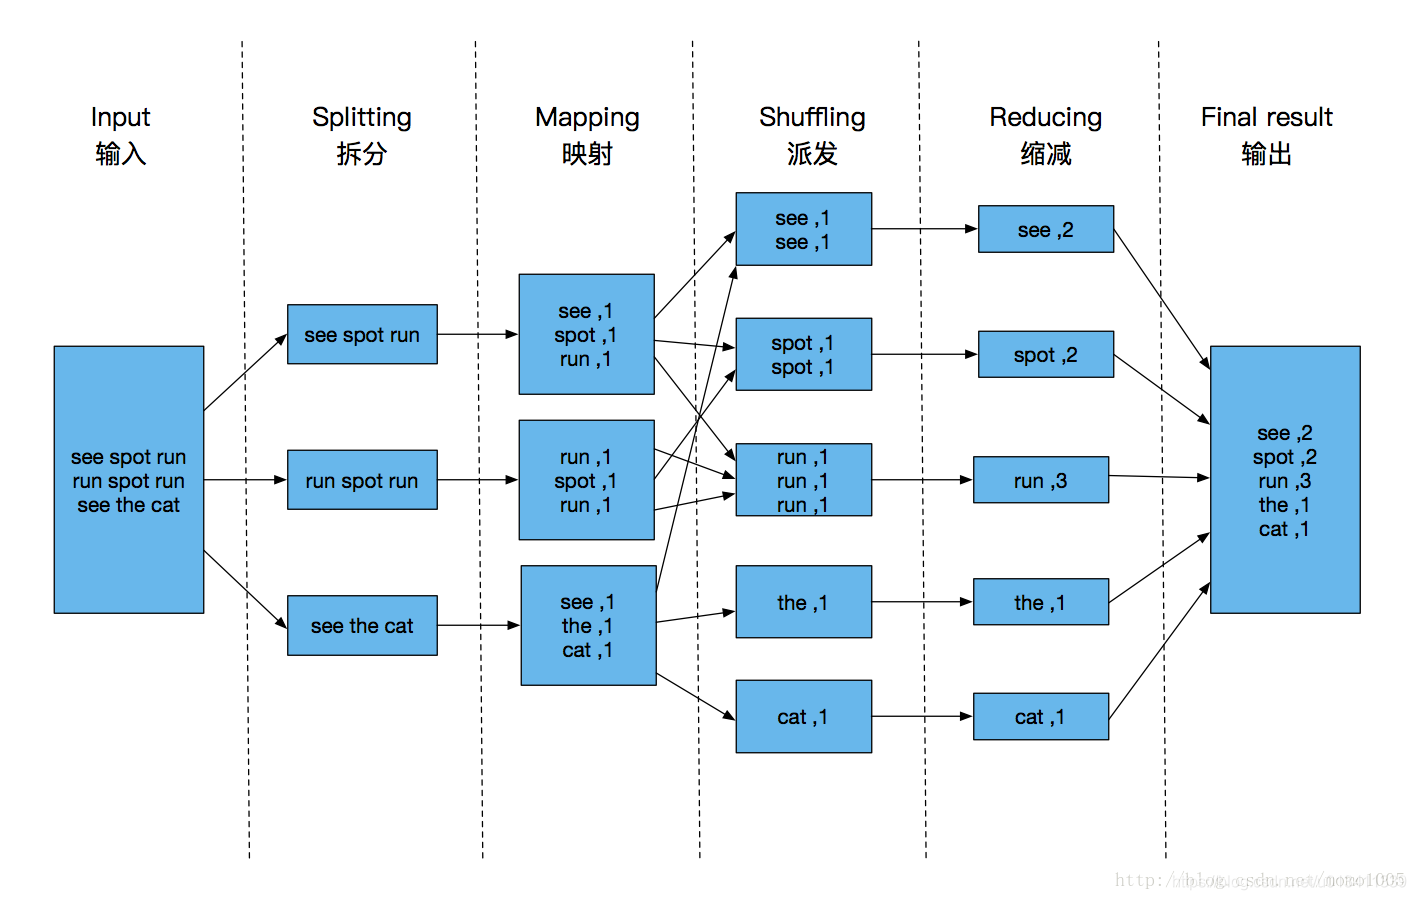 Input
输入
Splitting
拆分
Mapping
映射
Shuffling
派发
Reducing
缩减
Final result
输出
see spot run
run spot run
see the cat
see spot run
run spot run
see the cat
see ,1
spot ,1
run ,1
run ,1
spot ,1
run ,1
see ,1
the ,1
cat ,1
see ,1
see ,1
spot ,1
spot ,1
run ,1
run ,1
run ,1
the ,1
cat ,1
see ,2
spot ,2
run ,3
the ,1
cat ,1
see ,2
spot ,2
run ,3
the ,1
cat ,1
http://blog.csdn.net/